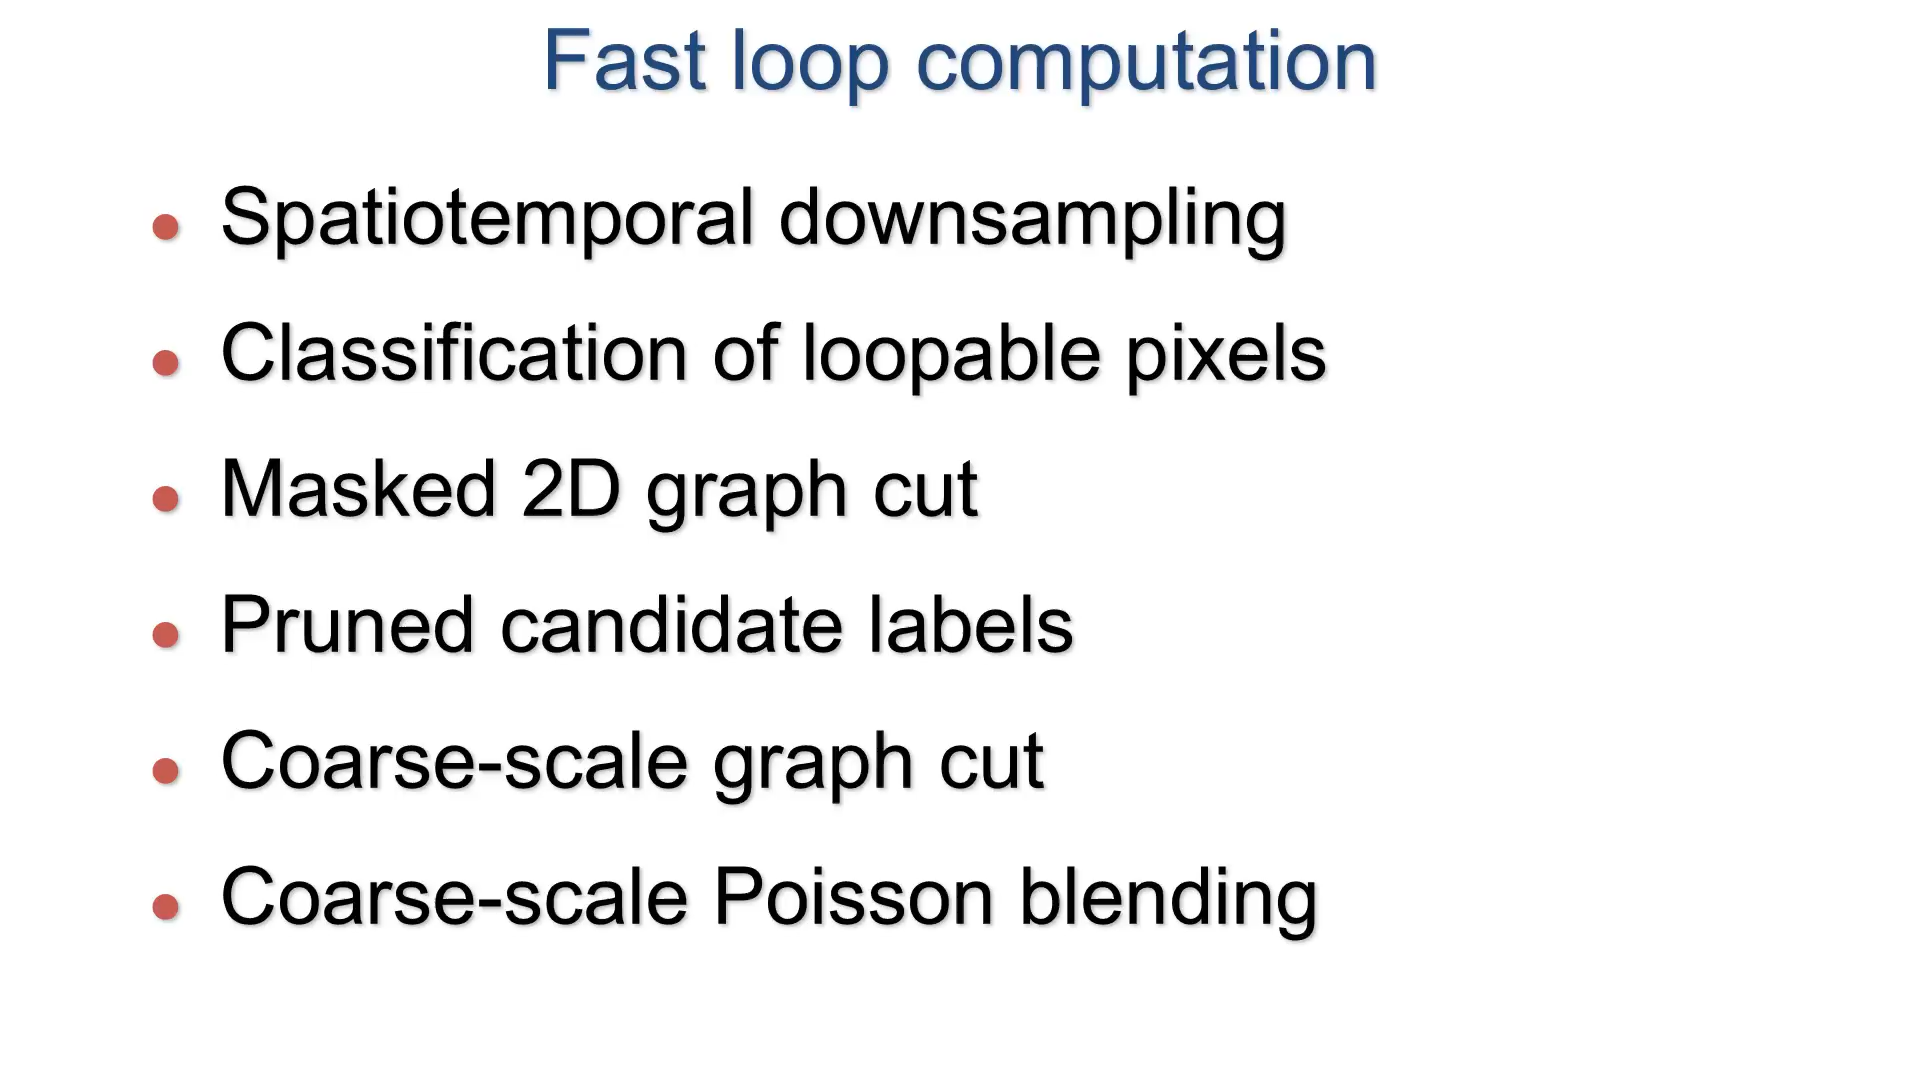 Fast loop computation
Spatiotemporal downsampling
Classification of loopable pixels
Masked 2D graph cut
Pruned candidate labels
Coarse-scale graph cut
Coarse-scale Poisson blending